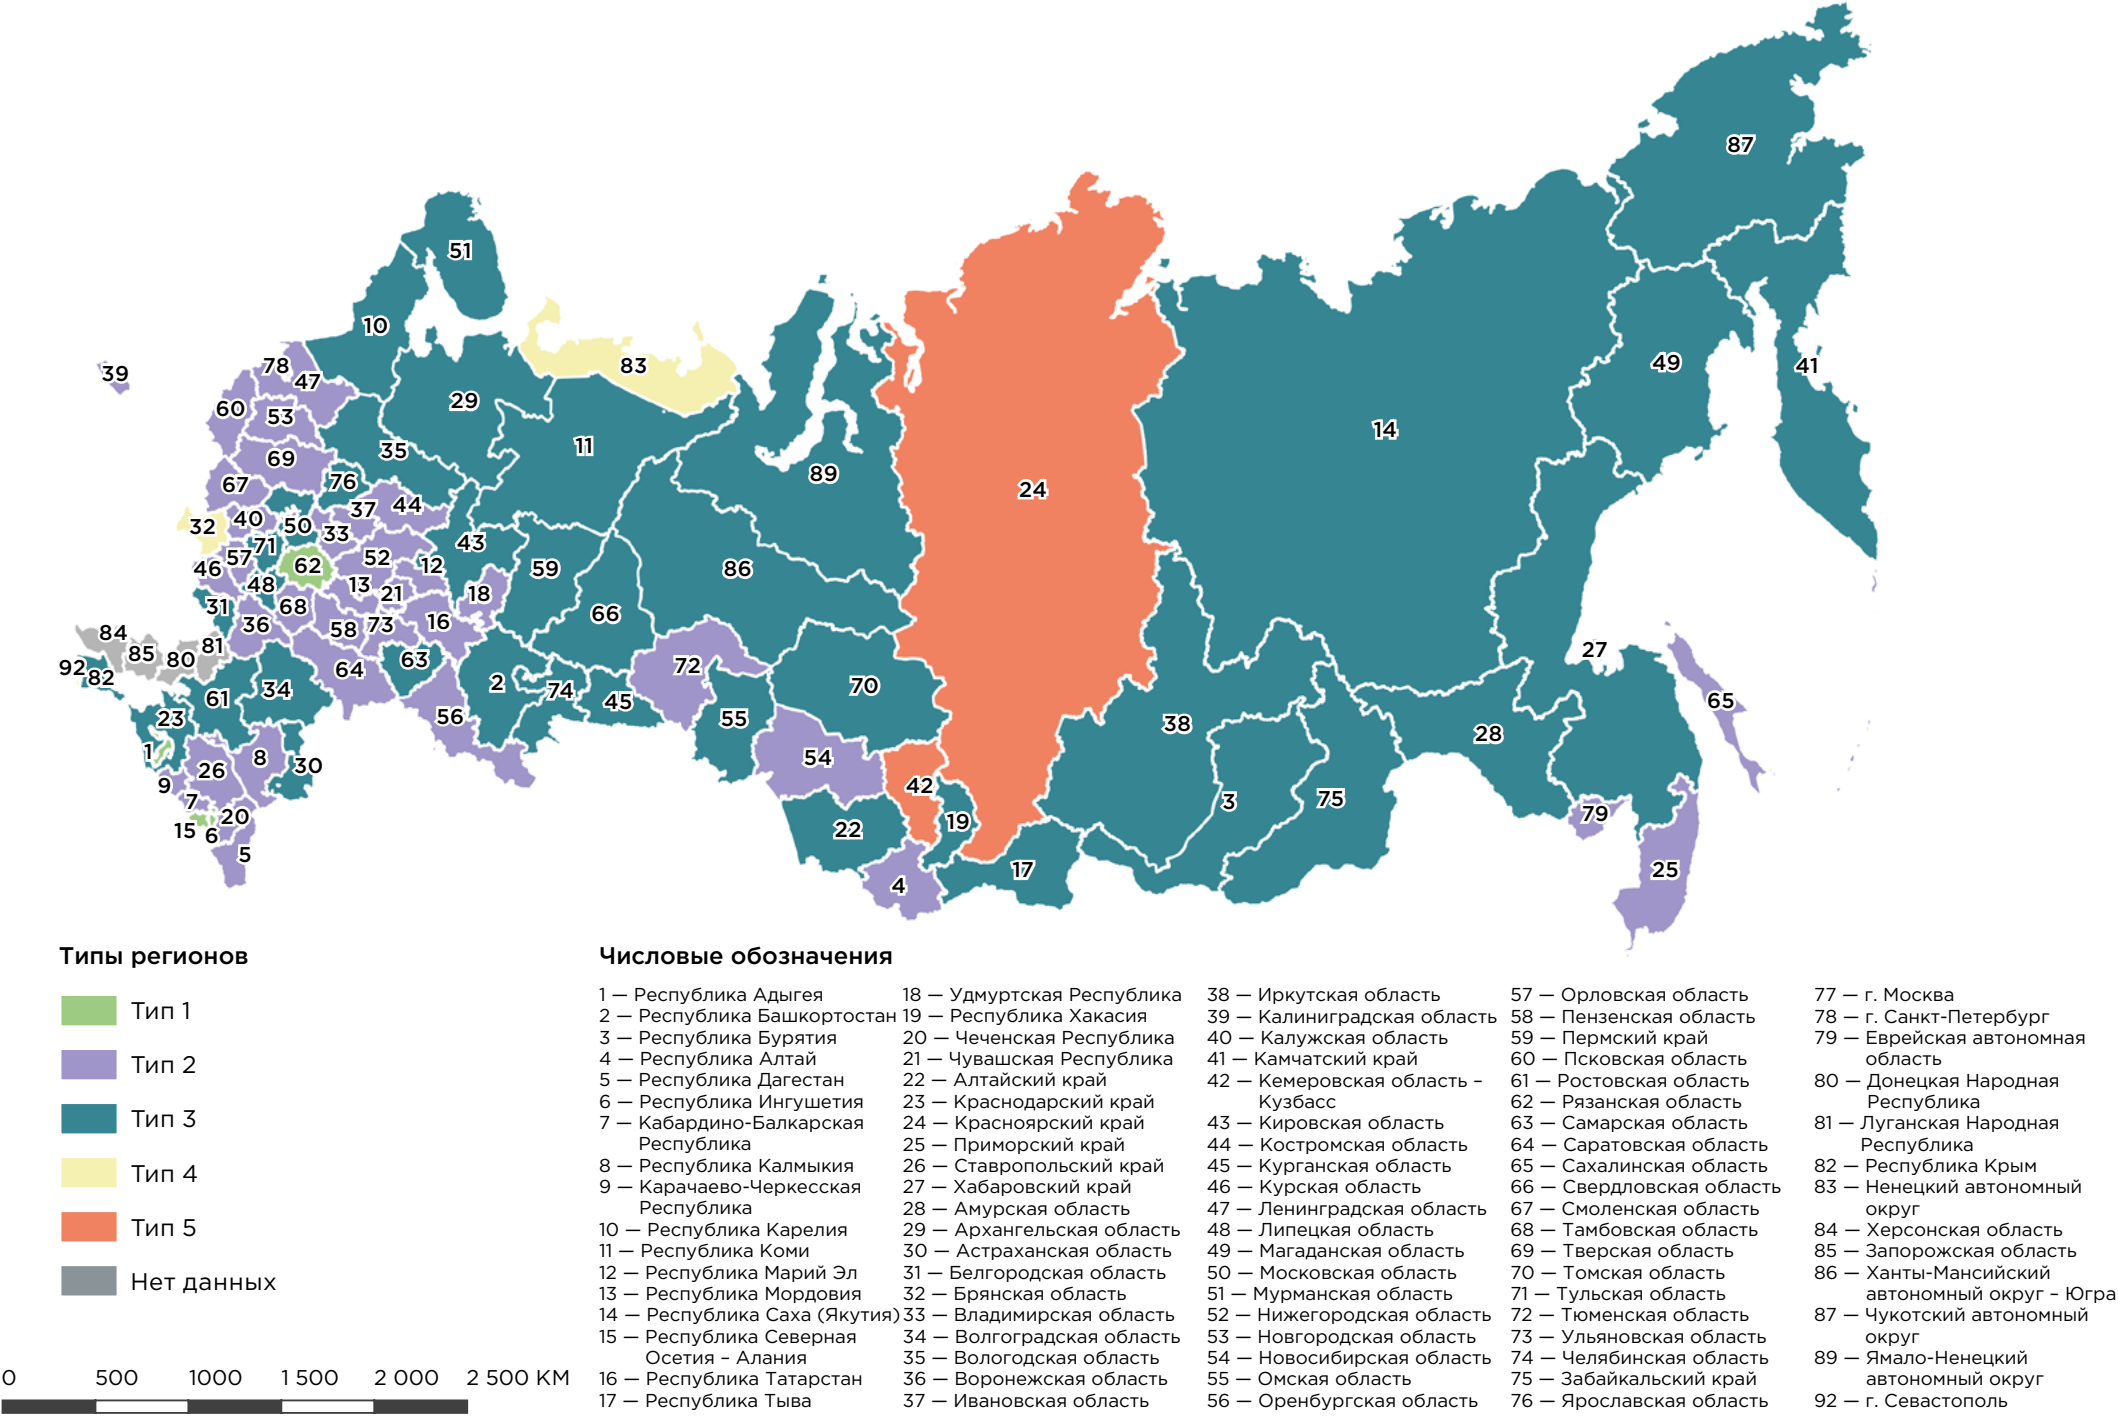 87
51
10
83
39
78
47
49
41
29
60
53
11
14
35
69
89
76
67
24
37
44
32
40
50
33
71
43
57
52
46
62
12
59
86
48
13
21
18
31
68
66
36
58
73
16
84
85
80
81
27
92
82
64
63
72
2
34
74
70
61
45
65
56
23
55
38
28
1
26
8
30
54
42
3
75
9
7
20
15
6
22
19
79
5
4
17
25
Типы регионов
Тип 1
Тип 2
Тип 3
Тип 4
Тип 5
Нет данных
0 500 1000 1 500 2 000 2 500 КМ
Числовые обозначения
1 — Республика Адыгея
2 — Республика Башкортостан
3 — Республика Бурятия
4 — Республика Алтай
5 — Республика Дагестан
6 — Республика Ингушетия
7 — Кабардино-Балкарская
Республика
8 — Республика Калмыкия
9 — Карачаево-Черкесская
Республика
10 — Республика Карелия
11 — Республика Коми
12 — Республика Марий Эл
13 — Республика Мордовия
14 — Республика Саха (Якутия)
15 — Республика Северная
Осетия – Алания
16 — Республика Татарстан
17 — Республика Тыва
18 — Удмуртская Республика
19 — Республика Хакасия
20 — Чеченская Республика
21 — Чувашская Республика
22 — Алтайский край
23 — Краснодарский край
24 — Красноярский край
25 — Приморский край
26 — Ставропольский край
27 — Хабаровский край
28 — Амурская область
29 — Архангельская область
30 — Астраханская область
31 — Белгородская область
32 — Брянская область
33 — Владимирская область
34 — Волгоградская область
35 — Вологодская область
36 — Воронежская область
37 — Ивановская область
38 — Иркутская область
39 — Калининградская область
40 — Калужская область
41 — Камчатский край
42 — Кемеровская область –
Кузбасс
43 — Кировская область
44 — Костромская область
45 — Курганская область
46 — Курская область
47 — Ленинградская область
48 — Липецкая область
49 — Магаданская область
50 — Московская область
51 — Мурманская область
52 — Нижегородская область
53 — Новгородская область
54 — Новосибирская область
55 — Омская область
56 — Оренбургская область
57 — Орловская область
58 — Пензенская область
59 — Пермский край
60 — Псковская область
61 — Ростовская область
62 — Рязанская область
63 — Самарская область
64 — Саратовская область
65 — Сахалинская область
66 — Свердловская область
67 — Смоленская область
68 — Тамбовская область
69 — Тверская область
70 — Томская область
71 — Тульская область
72 — Тюменская область
73 — Ульяновская область
74 — Челябинская область
75 — Забайкальский край
76 — Ярославская область
77 — г. Москва
78 — г. Санкт-Петербург
79 — Еврейская автономная
область
80 — Донецкая Народная
Республика
81 — Луганская Народная
Республика
82 — Республика Крым
83 — Ненецкий автономный
округ
84 — Херсонская область
85 — Запорожская область
86 — Ханты-Мансийский
автономный округ – Югра
87 — Чукотский автономный
округ
89 — Ямало-Ненецкий
автономный округ
92 — г. Севастополь